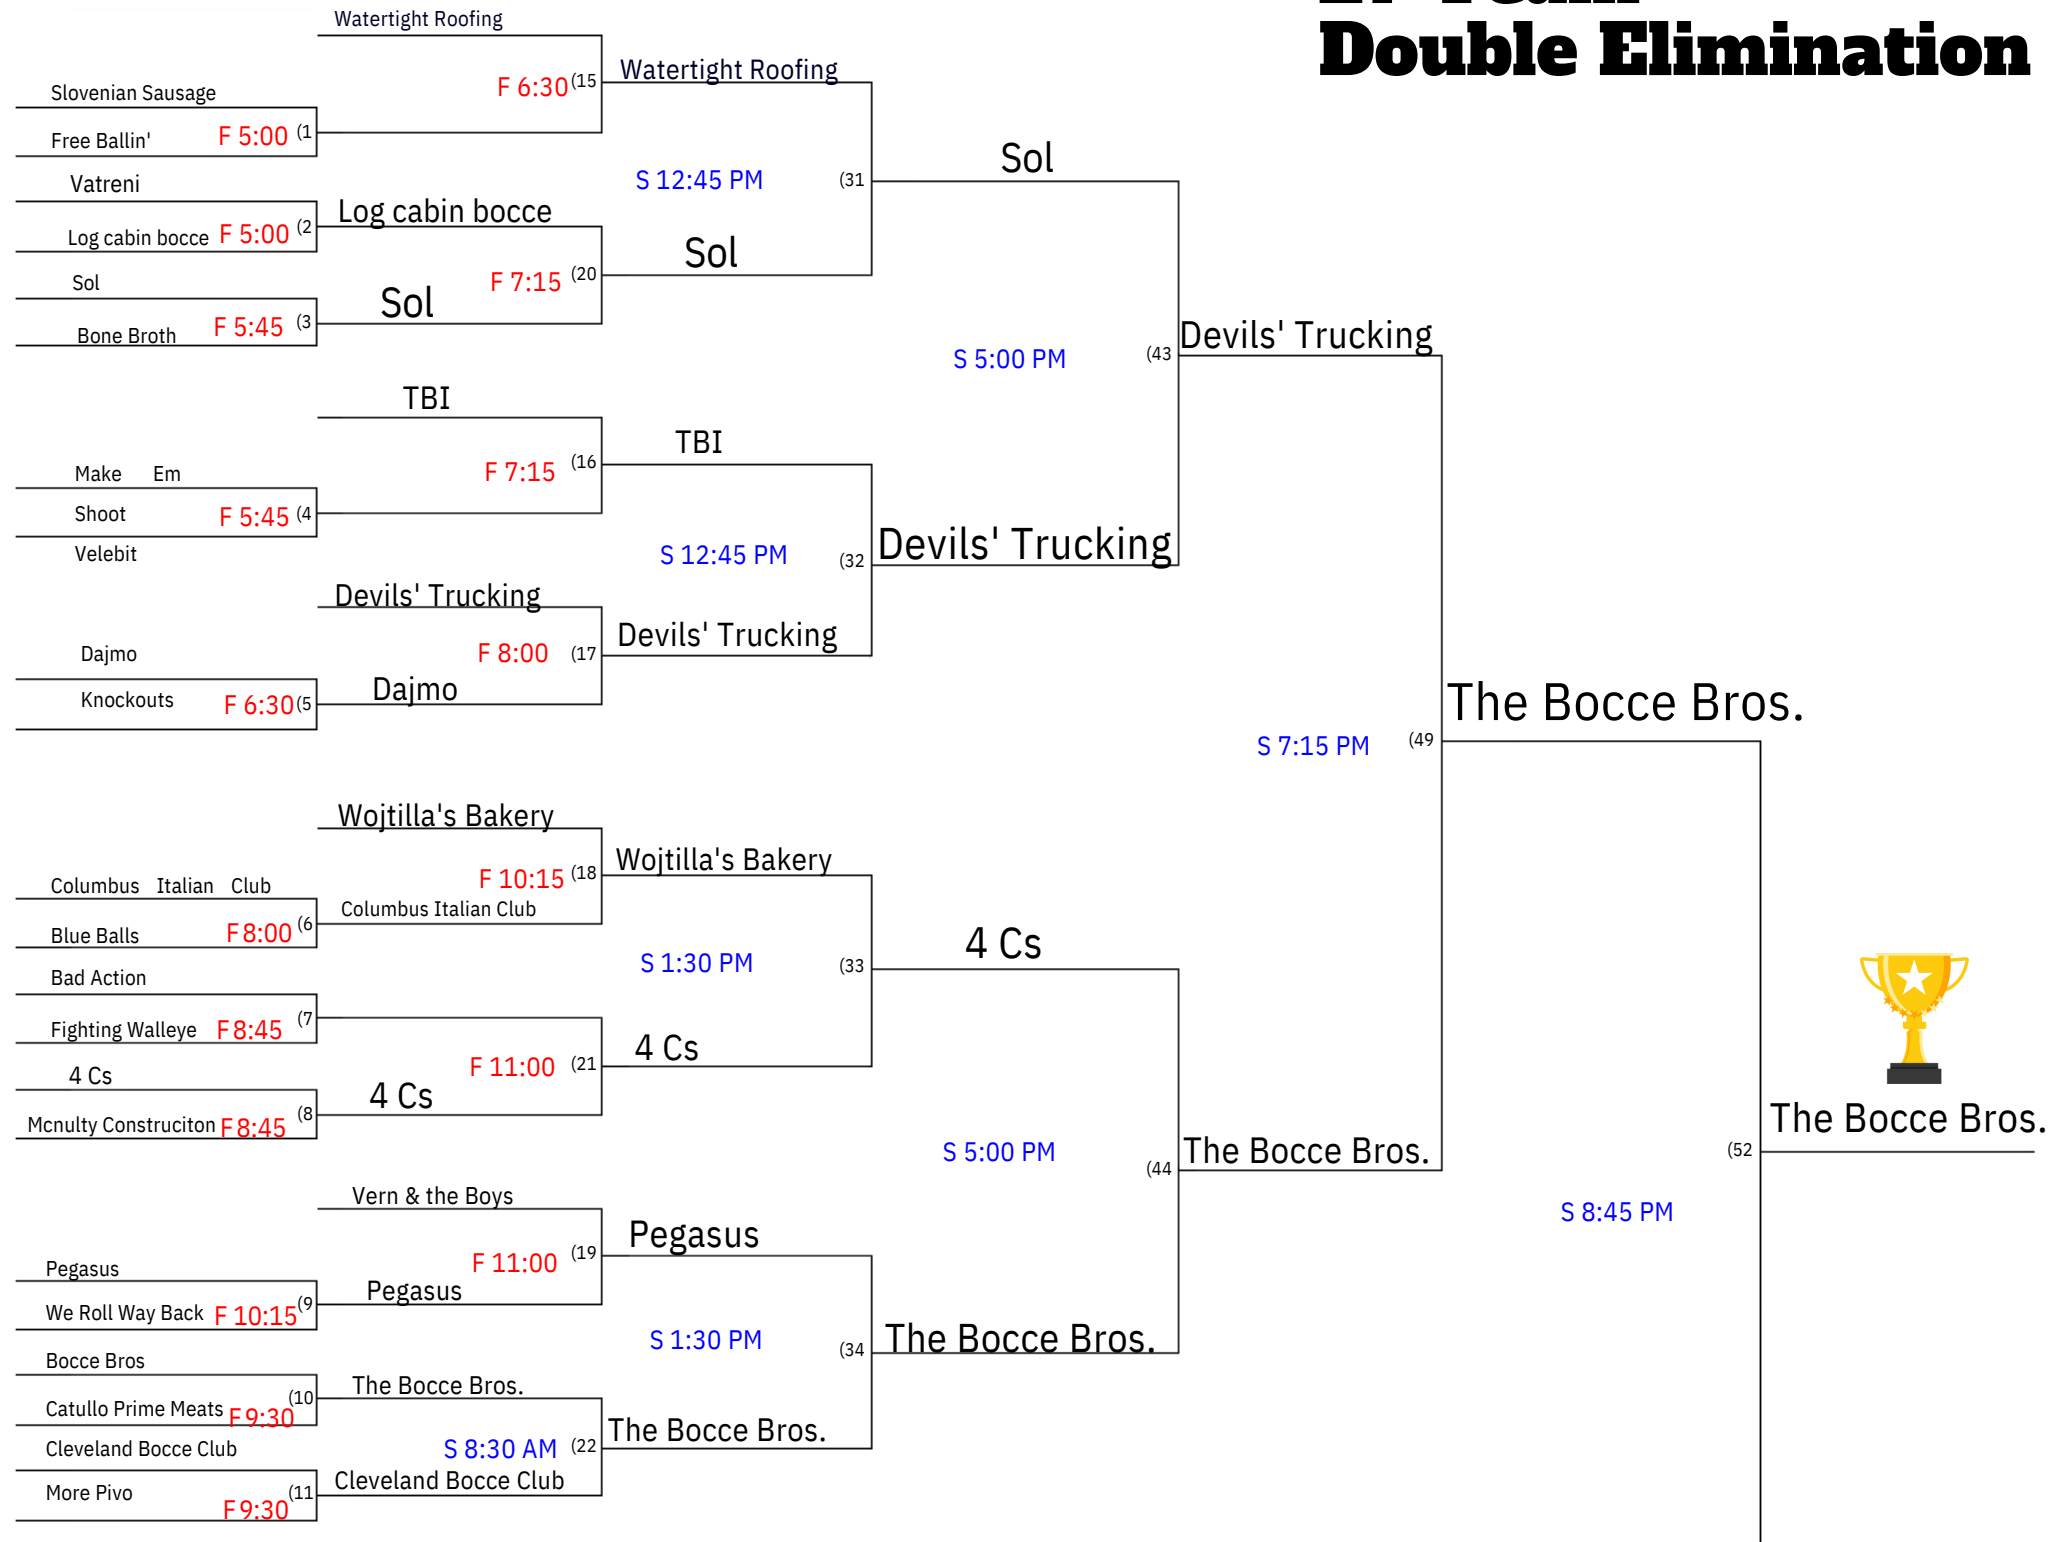 Double Elimination
Watertight Roofing
F 6:30 (15
Watertight Roofing
Slovenian Sausage
Free Ballin' F 5:00 (1
Vatreni
Log cabin bocce F 5:00 (2
Log cabin bocce
S 12:45 PM (31
Sol
Sol
Bone Broth F 5:45 (3
Sol
F 7:15 (20
Sol
S 5:00 PM (43
Devils' Trucking
TBI
F 7:15 (16
TBI
Make Em
Shoot F 5:45 (4
Velebit
S 12:45 PM (32
Devils' Trucking
Devils' Trucking
F 8:00 (17
Devils' Trucking
Dajmo
Knockouts F 6:30 (5
Dajmo
S 7:15 PM (49
The Bocce Bros.
Wojtilla's Bakery
F 10:15 (18
Wojtilla's Bakery
Columbus Italian Club
Blue Balls F 8:00 (6
Columbus Italian Club
S 1:30 PM (33
4 Cs
Bad Action
Fighting Walleye F 8:45 (7
F 11:00 (21
4 Cs
4 Cs
Mcnulty Construciton F 8:45 (8
4 Cs
S 5:00 PM (44
The Bocce Bros.
S 8:45 PM (52
The Bocce Bros.
Vern & the Boys
F 11:00 (19
Pegasus
Pegasus
We Roll Way Back F 10:15 (9
Pegasus
S 1:30 PM (34
The Bocce Bros.
Bocce Bros
Catullo Prime Meats F 9:30 (10
The Bocce Bros.
S 8:30 AM (22
The Bocce Bros.
Cleveland Bocce Club
More Pivo F 9:30 (11
Cleveland Bocce Club